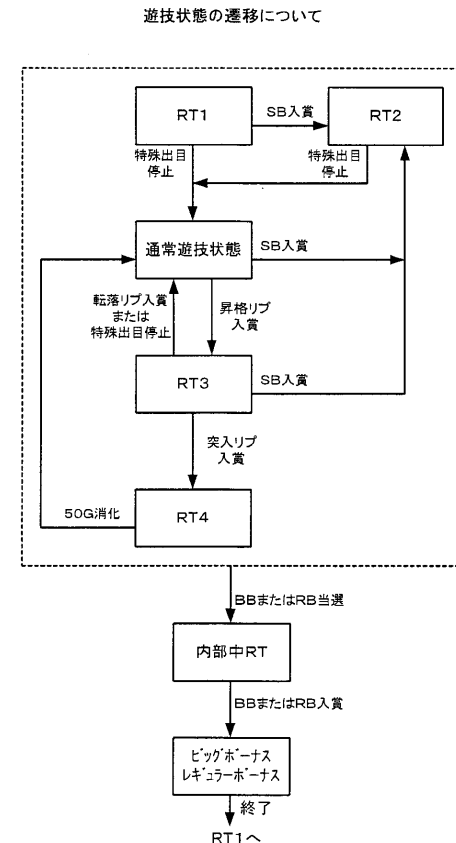 遊技状態の遷移について
RT1
SB入賞
RT2
特殊出目
停止
特殊出目
停止
通常遊技状態
SB入賞
転落リプ入賞
または
特殊出目停止
昇格リプ
入賞
RT3
SB入賞
突入リプ
入賞
50G消化
RT4
BBまたはRB当選
内部中RT
BBまたはRB入賞
ビッグボーナス
レギュラーボーナス
終了
RT1へ